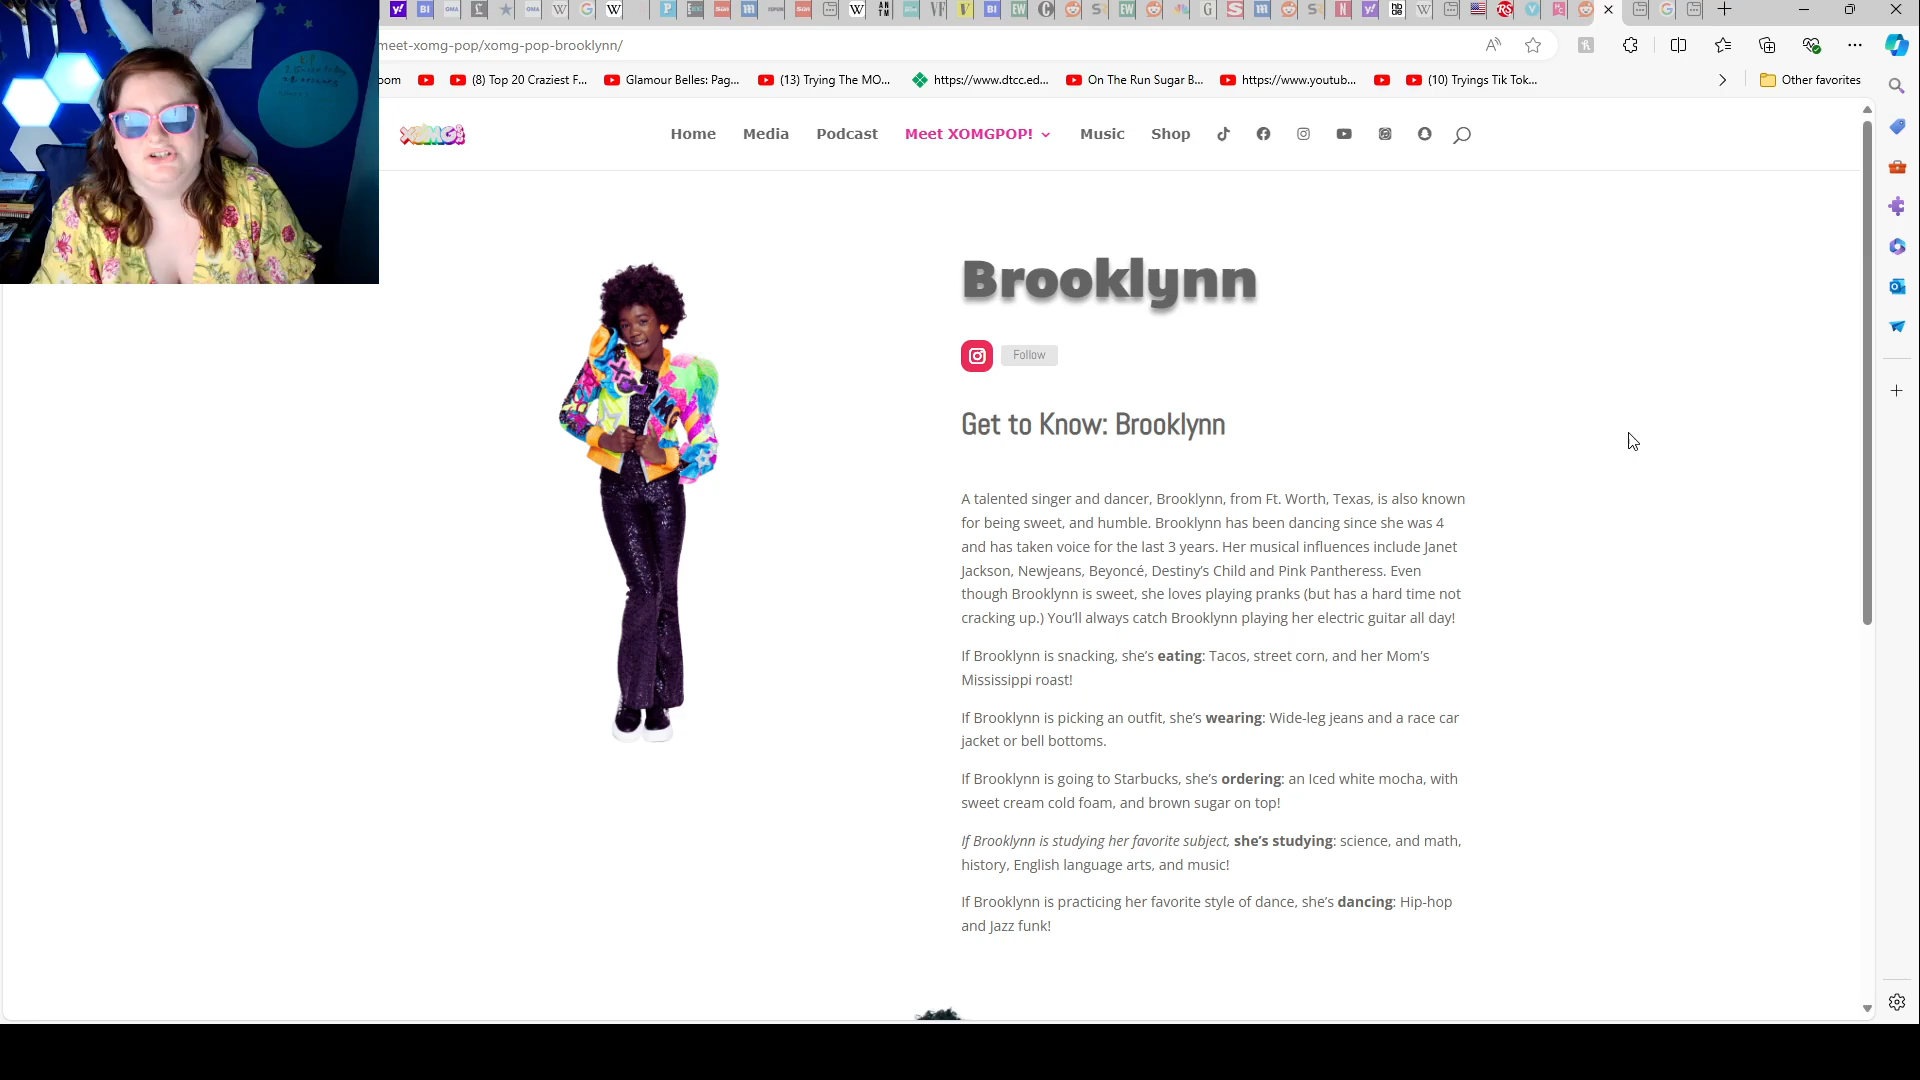 meet-xomg-pop/xomg-pop-brooklynn/
oom
(8) Top 20 Craziest F...
Glamour Belles: Pag...
(13) Trying The MO...
https://www.dtcc.ed...
On The Run Sugar B...
https://www.youtub...
(10) Tryings Tik Tok...
Other favorites
XOMG!
Home
Media
Podcast
Meet XOMGPOP!
Music
Shop
Brooklynn
Follow
Get to Know: Brooklynn
A talented singer and dancer, Brooklynn, from Ft. Worth, Texas, is also known
for being sweet, and humble. Brooklynn has been dancing since she was 4
and has taken voice for the last 3 years. Her musical influences include Janet
Jackson, Newjeans, Beyoncé, Destiny's Child and Pink Pantheress. Even
though Brooklynn is sweet, she loves playing pranks (but has a hard time not
cracking up.) You'll always catch Brooklynn playing her electric guitar all day!
If Brooklynn is snacking, she's eating: Tacos, street corn, and her Mom's
Mississippi roast!
If Brooklynn is picking an outfit, she's wearing: Wide-leg jeans and a race car
jacket or bell bottoms.
If Brooklynn is going to Starbucks, she's ordering: an Iced white mocha, with
sweet cream cold foam, and brown sugar on top!
If Brooklynn is studying her favorite subject, she's studying: science, and math,
history, English language arts, and music!
If Brooklynn is practicing her favorite style of dance, she's dancing: Hip-hop
and Jazz funk!